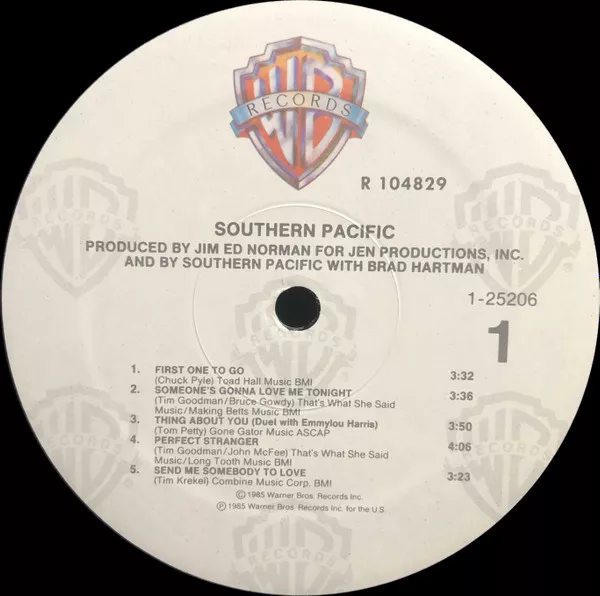 RECORDS
R 104829
SOUTHERN PACIFIC
PRODUCED BY JIM ED NORMAN FOR JEN PRODUCTIONS, INC.
AND BY SOUTHERN PACIFIC WITH BRAD HARTMAN
1-25206
1
1. FIRST ONE TO GO 3:32
(Chuck Pyle) Toad Hall Music BMI
2. SOMEONE'S GONNA LOVE ME TONIGHT 3:36
(Tim Goodman/Bruce Gowdy) That's What She Said
Music/Making Betts Music BMI
3. THING ABOUT YOU (Duet with Emmylou Harris) 3:50
(Tom Petty) Gone Gator Music ASCAP
4. PERFECT STRANGER 4:06
(Tim Goodman/John McFee) That's What She Said
Music/Long Tooth Music BMI
5. SEND ME SOMEBODY TO LOVE 3:23
(Tim Krekel) Combine Music Corp. BMI
© 1985 Warner Bros. Records Inc.
℗ 1985 Warner Bros. Records Inc. for the U.S.